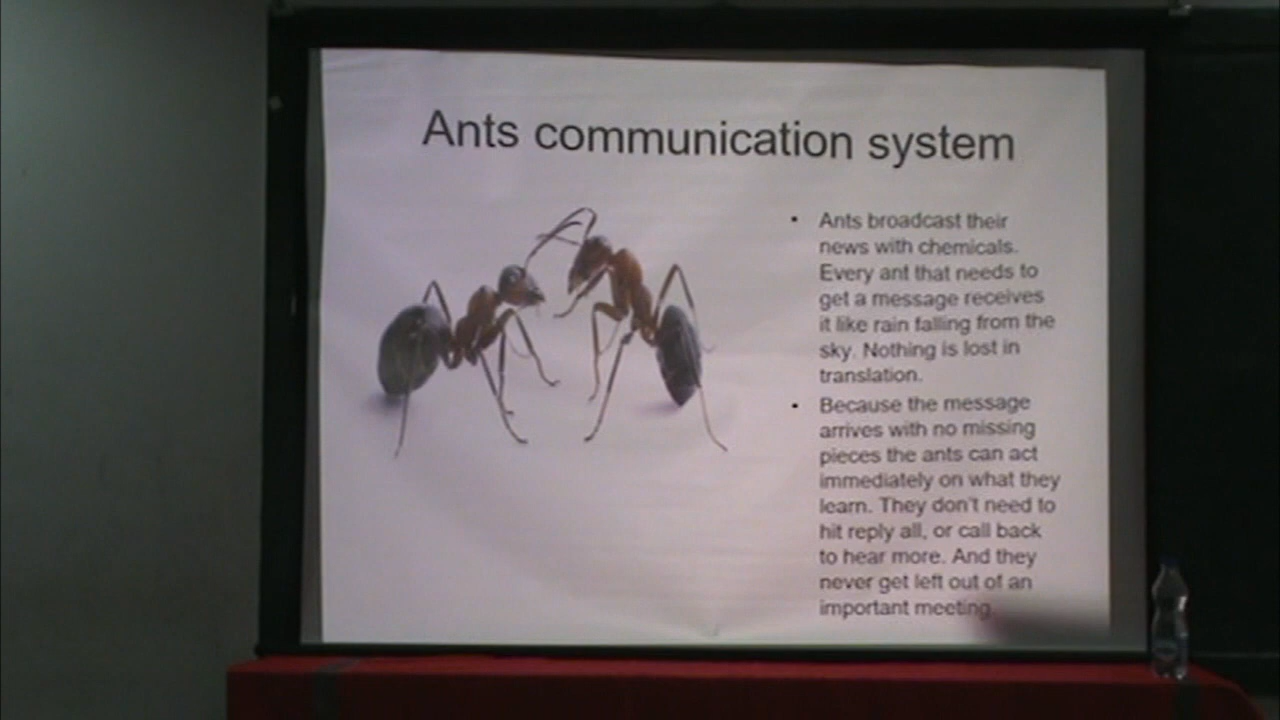 Ants communication system
• Ants broadcast their
news with chemicals.
Every ant that needs to
get a message receives
it like rain falling from the
sky. Nothing is lost in
translation.
• Because the message
arrives with no missing
pieces the ants can act
immediately on what they
learn. They don't need to
hit reply all, or call back
to hear more. And they
never get left out of an
important meeting.